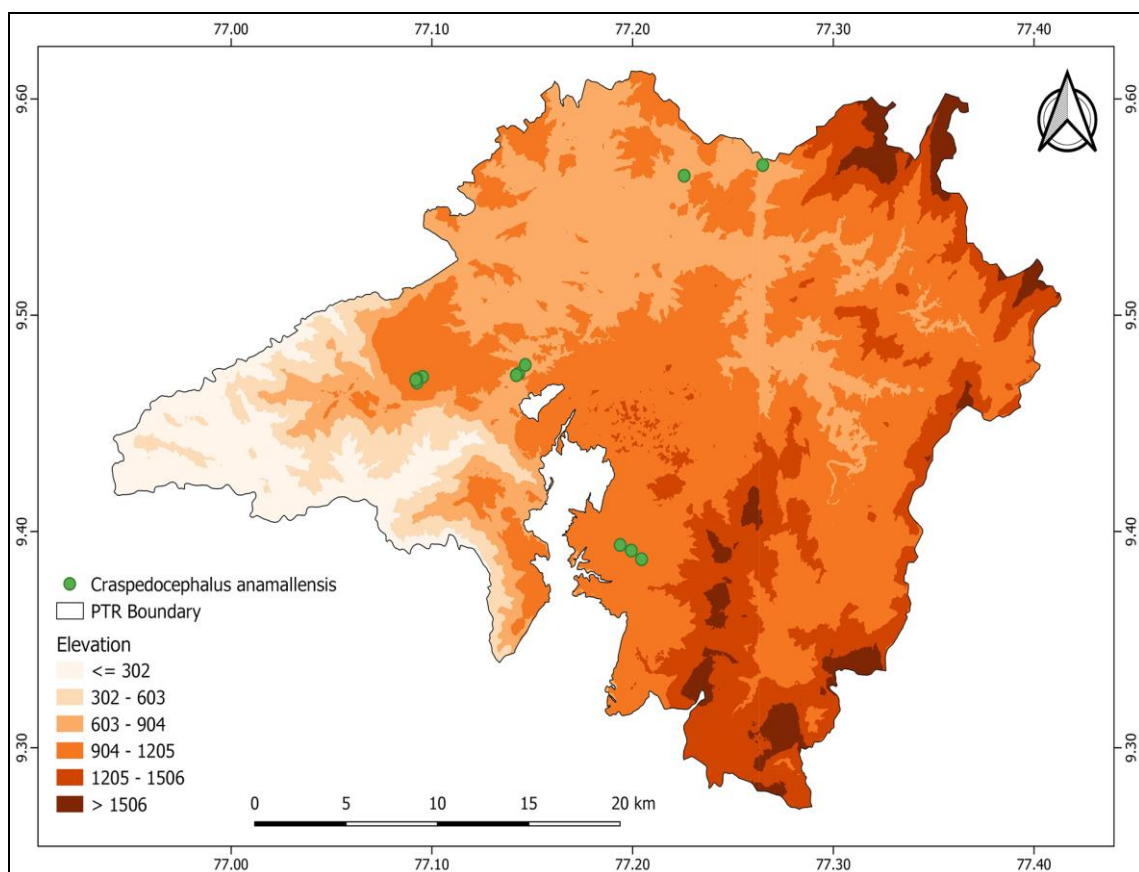 77.00 77.10 77.20 77.30 77.40
9.60 9.60
9.50 9.50
9.40 9.40
9.30 9.30
Craspedocephalus anamallensis
PTR Boundary
Elevation
<= 302
302 - 603
603 - 904
904 - 1205
1205 - 1506
> 1506
0 5 10 15 20 km
77.00 77.10 77.20 77.30 77.40